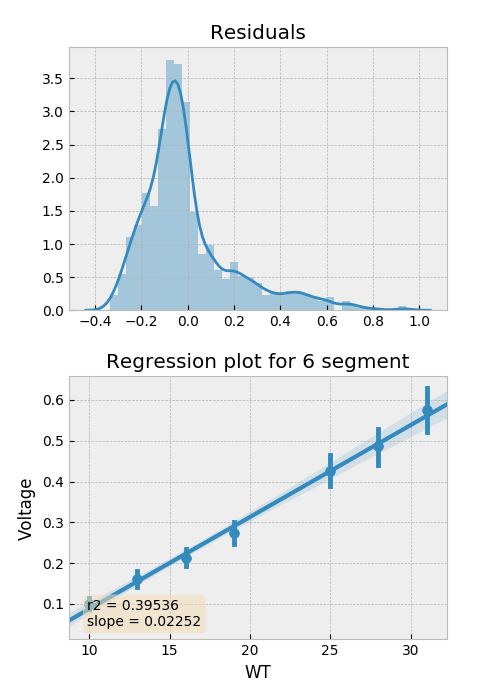 Residuals
3.5
3.0
2.5
2.0
1.5
1.0
0.5
0.0
−0.4 −0.2 0.0 0.2 0.4 0.6 0.8 1.0
Regression plot for 6 segment
0.6
0.5
0.4
0.3
0.2
0.1
Voltage
r2 = 0.39536
slope = 0.02252
10 15 20 25 30
WT